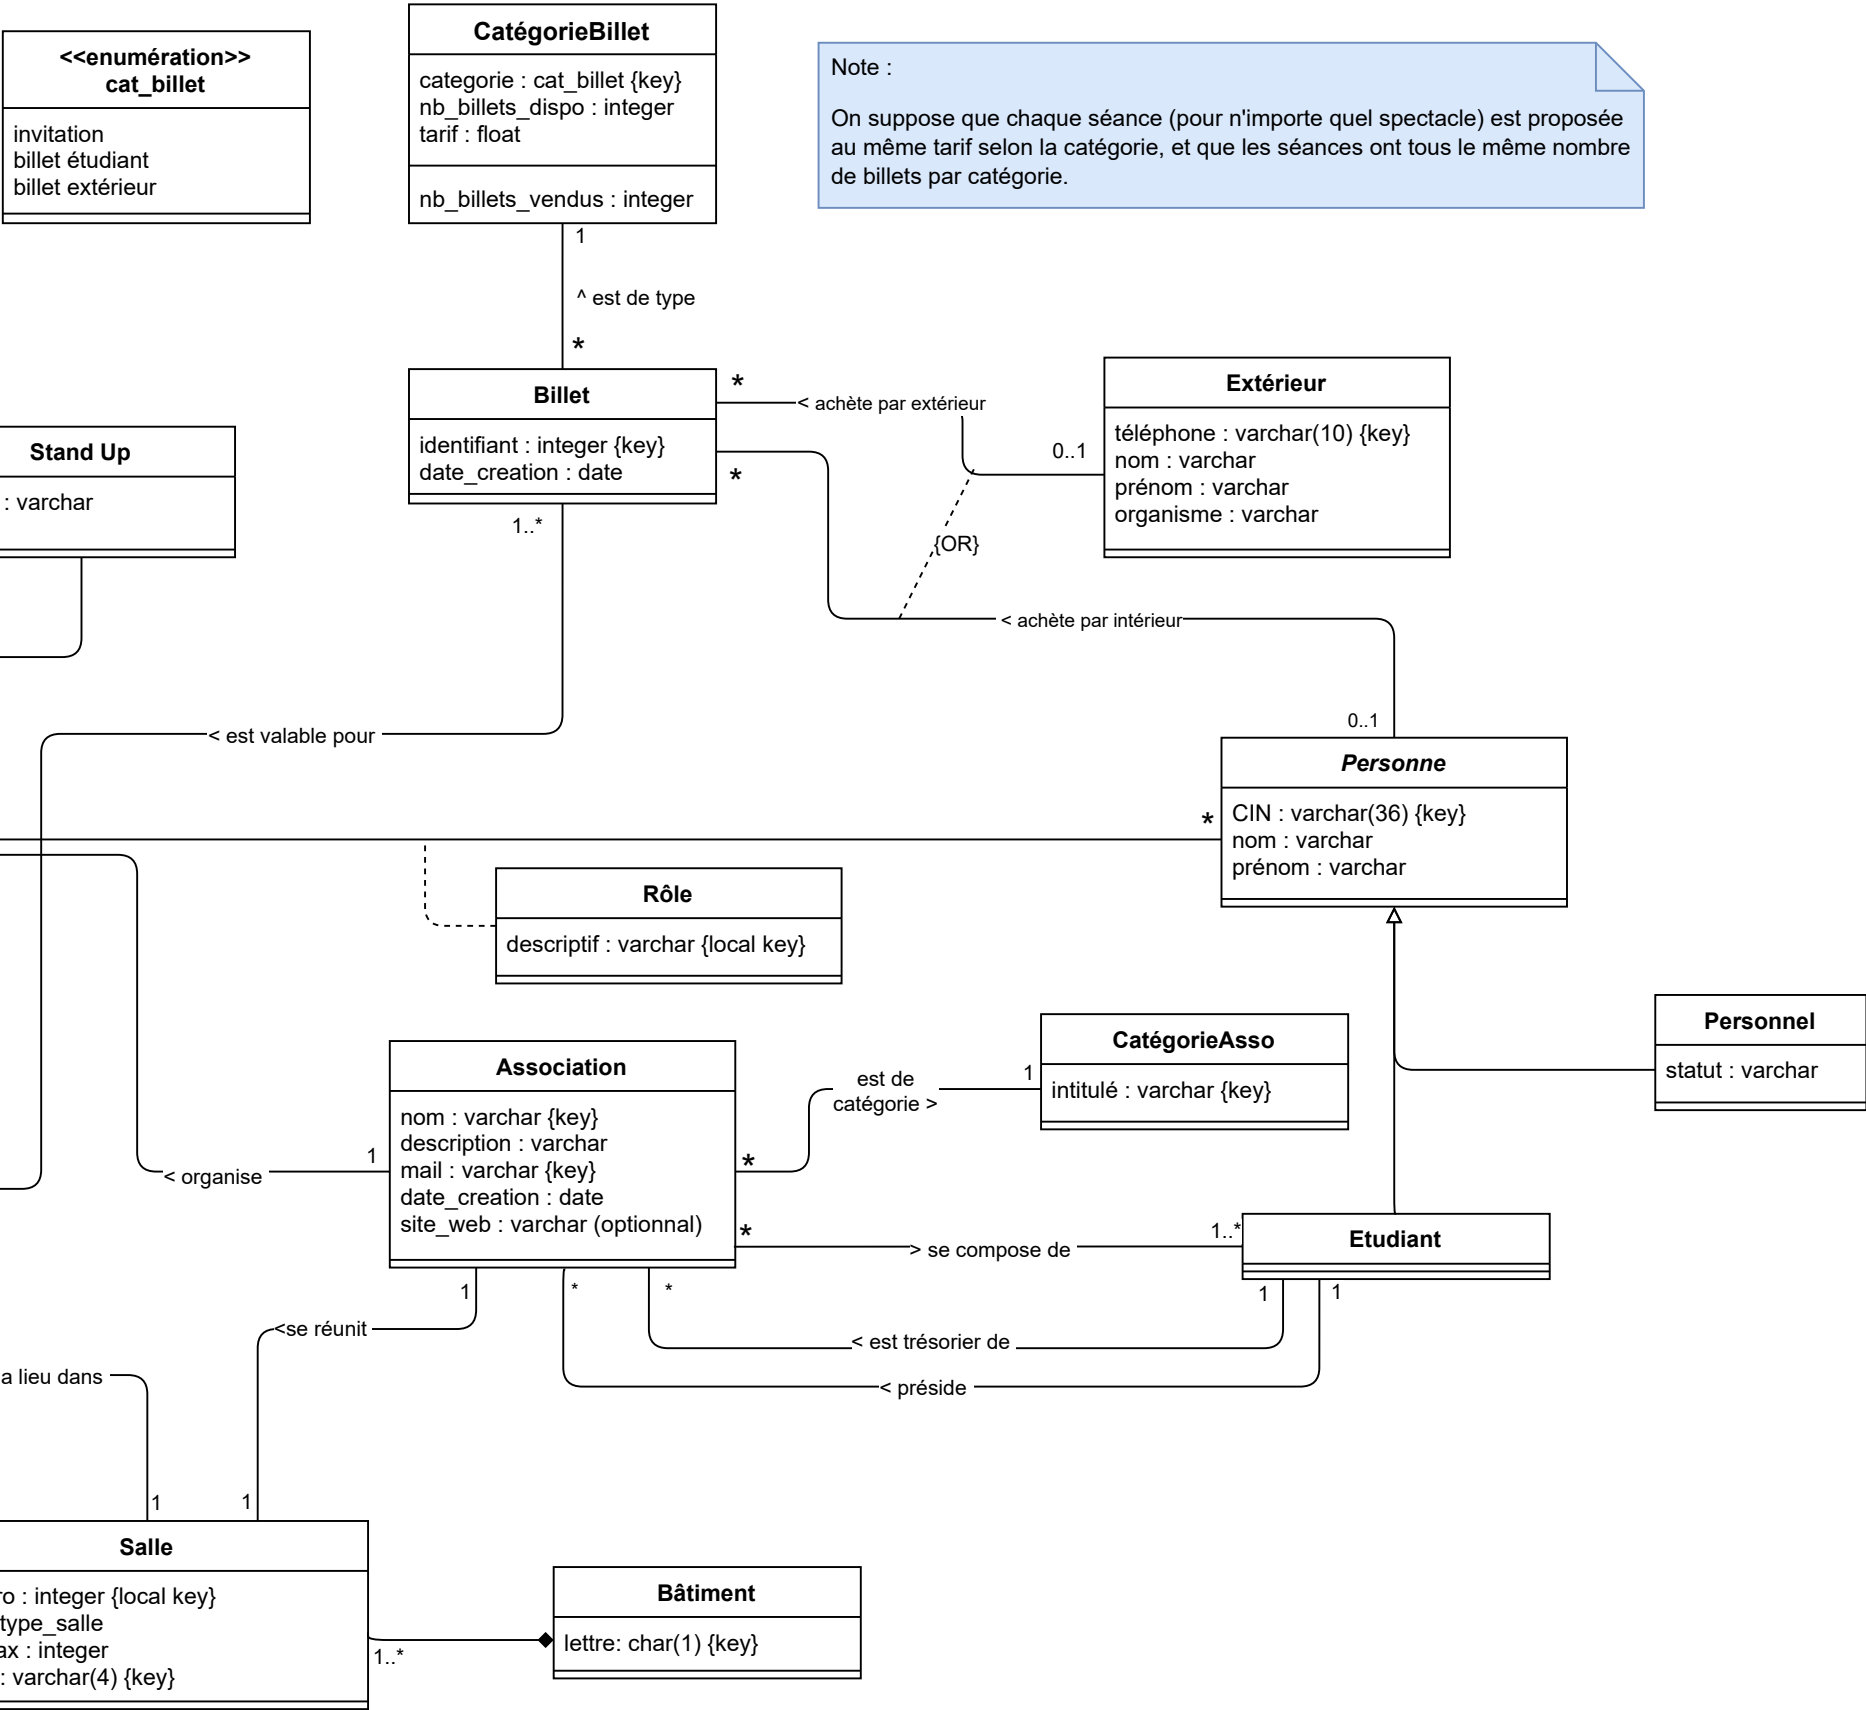 CatégorieBillet
categorie : cat_billet {key}
nb_billets_dispo : integer
tarif : float
nb_billets_vendus : integer
<<enumération>>
cat_billet
invitation
billet étudiant
billet extérieur
Note :
On suppose que chaque séance (pour n'importe quel spectacle) est proposée
au même tarif selon la catégorie, et que les séances ont tous le même nombre
de billets par catégorie.
1
^ est de type
*
Billet
identifiant : integer {key}
date_creation : date
*
< achète par extérieur
0..1
*
Extérieur
téléphone : varchar(10) {key}
nom : varchar
prénom : varchar
organisme : varchar
Stand Up
: varchar
1..*
{OR}
< achète par intérieur
0..1
< est valable pour
Personne
CIN : varchar(36) {key}
nom : varchar
prénom : varchar
*
Rôle
descriptif : varchar {local key}
Personnel
statut : varchar
CatégorieAsso
intitulé : varchar {key}
Association
nom : varchar {key}
description : varchar
mail : varchar {key}
date_creation : date
site_web : varchar (optionnal)
est de
catégorie >
1
*
1
< organise
*
> se compose de
1..*
Etudiant
1
*
*
1
1
<se réunit
< est trésorier de
< préside
a lieu dans
1
1
Salle
ro : integer {local key}
type_salle
ax : integer
: varchar(4) {key}
1..*
Bâtiment
lettre: char(1) {key}